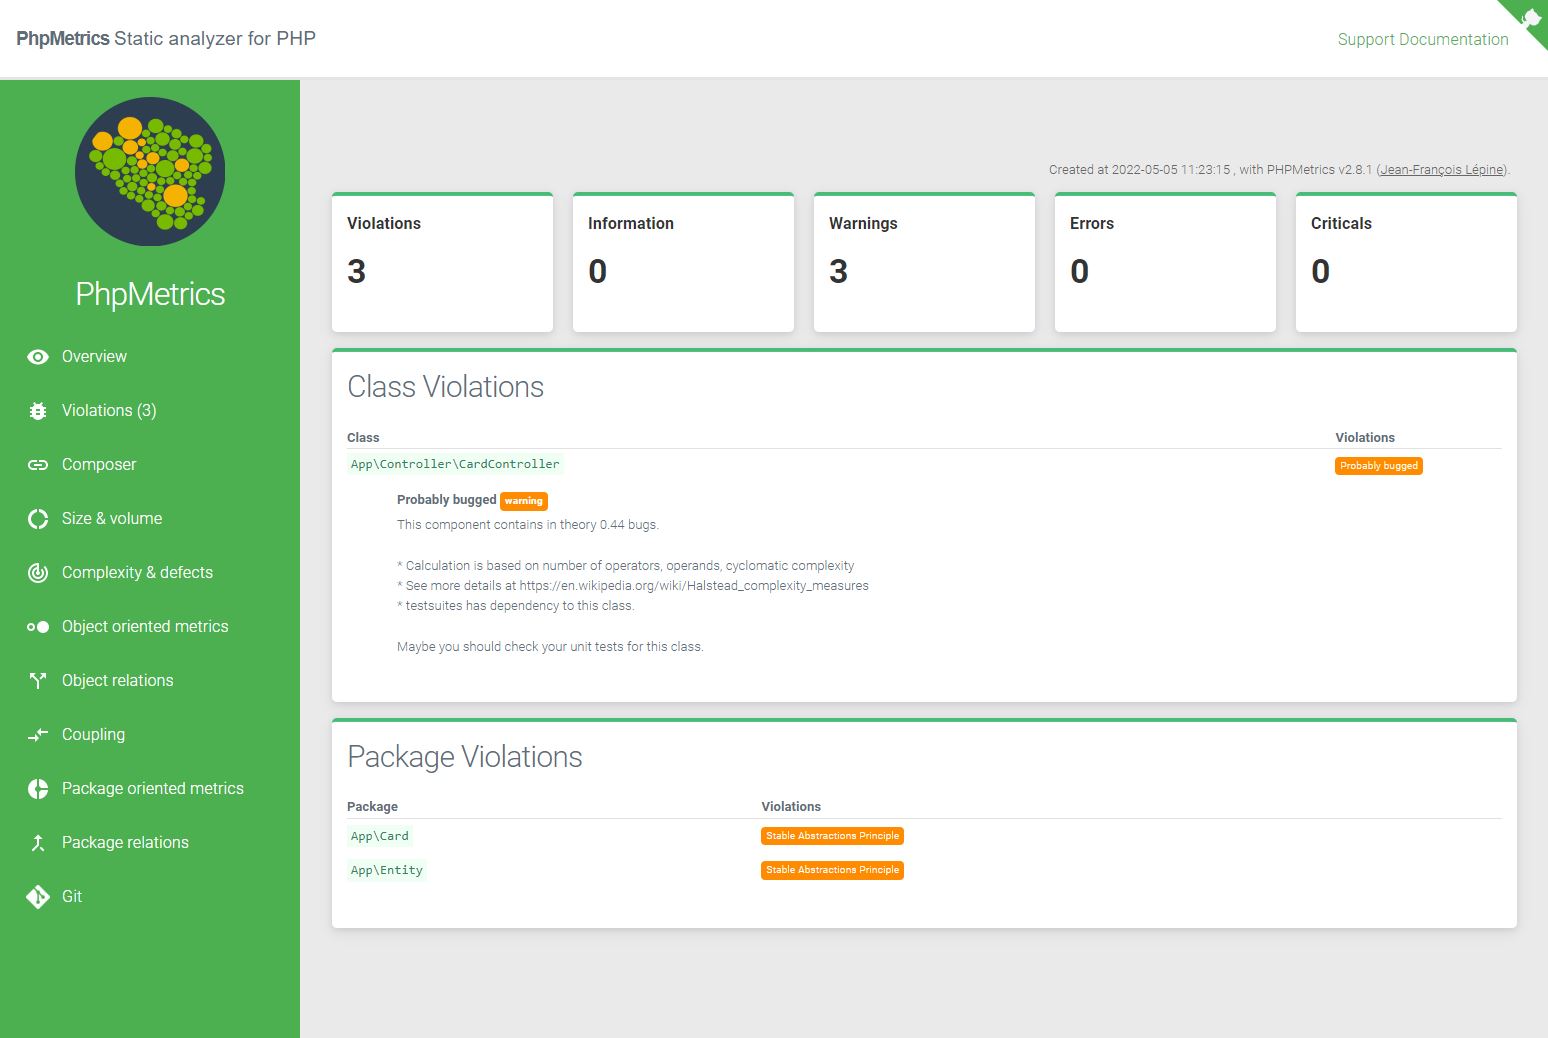 PhpMetrics Static analyzer for PHP
Support Documentation
PhpMetrics
Overview
Violations (3)
Composer
Size & volume
Complexity & defects
Object oriented metrics
Object relations
Coupling
Package oriented metrics
Package relations
Git
Created at 2022-05-05 11:23:15 , with PHPMetrics v2.8.1 (Jean-François Lépine).
Violations
3
Information
0
Warnings
3
Errors
0
Criticals
0
Class Violations
Class Violations
App\Controller\CardController Probably bugged
Probably bugged warning
This component contains in theory 0.44 bugs.
* Calculation is based on number of operators, operands, cyclomatic complexity
* See more details at https://en.wikipedia.org/wiki/Halstead_complexity_measures
* testsuites has dependency to this class.
Maybe you should check your unit tests for this class.
Package Violations
Package Violations
App\Card Stable Abstractions Principle
App\Entity Stable Abstractions Principle